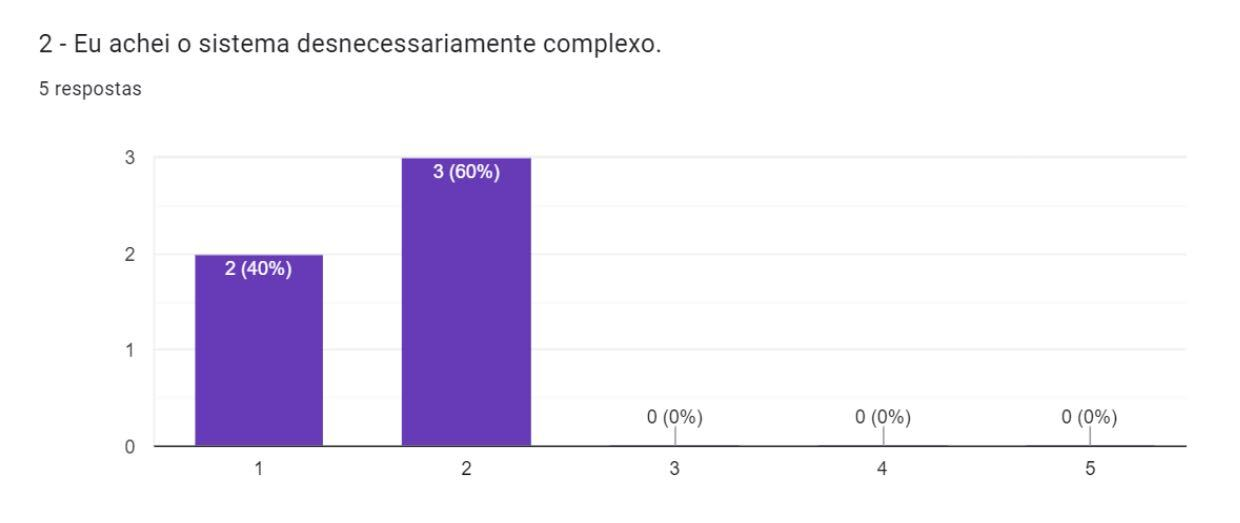 2 - Eu achei o sistema desnecessariamente complexo.
5 respostas
3
3 (60%)
2
2 (40%)
1
0 (0%) 0 (0%) 0 (0%)
0
1 2 3 4 5